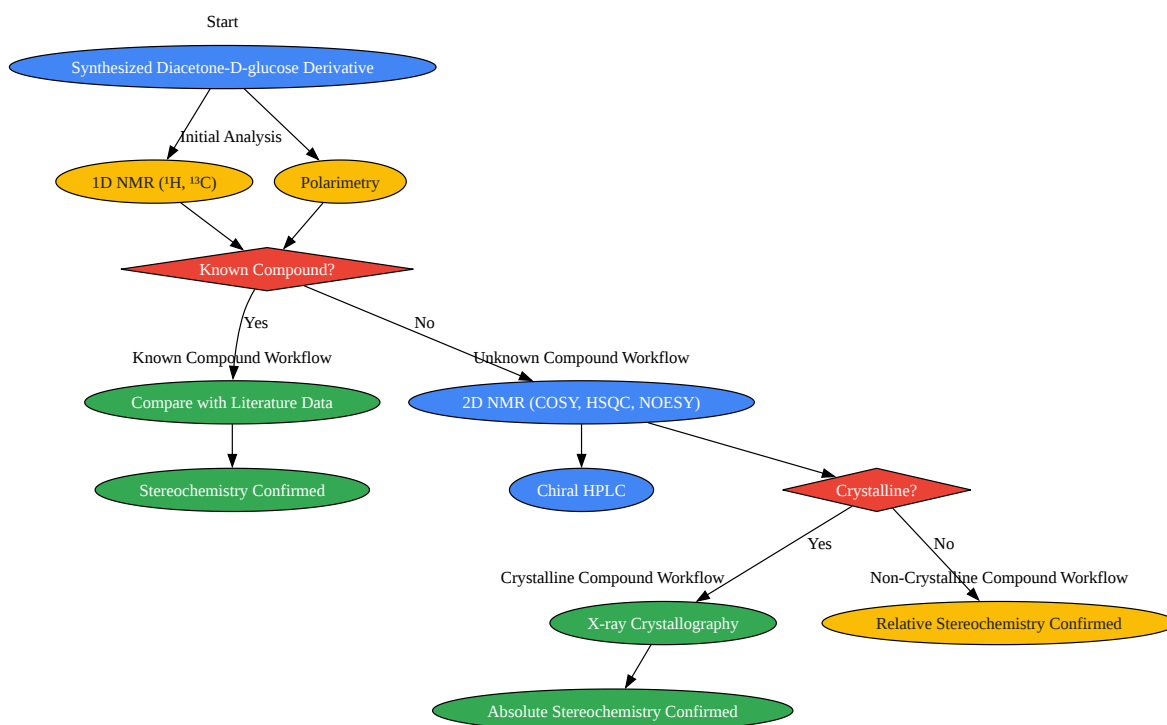 Start
Synthesized Diacetone-D-glucose Derivative
Initial Analysis
1D NMR (¹H, ¹³C)
Polarimetry
Known Compound?
Yes
No
Known Compound Workflow
Unknown Compound Workflow
Compare with Literature Data
2D NMR (COSY, HSQC, NOESY)
Stereochemistry Confirmed
Chiral HPLC
Crystalline?
Yes
No
Crystalline Compound Workflow
Non-Crystalline Compound Workflow
X-ray Crystallography
Relative Stereochemistry Confirmed
Absolute Stereochemistry Confirmed